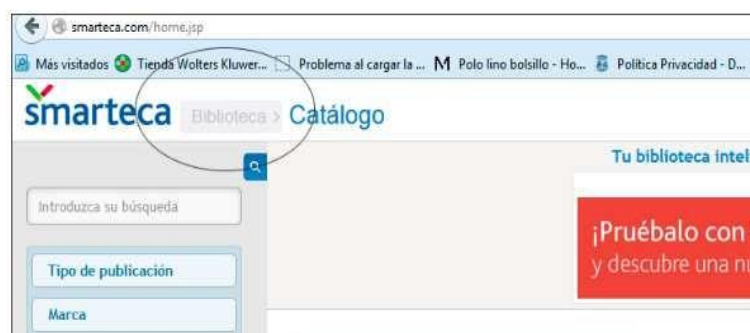 smarteca.com/home.jsp
Más visitados Tienda Wolters Kluwer... Problema al cargar la ... M Polo lino bolsillo - Ho... Política Privacidad - D...
smarteca Biblioteca > Catálogo
Tu biblioteca intel
Introduzca su búsqueda
¡Pruébalo con
y descubre una nu
Tipo de publicación
Marca